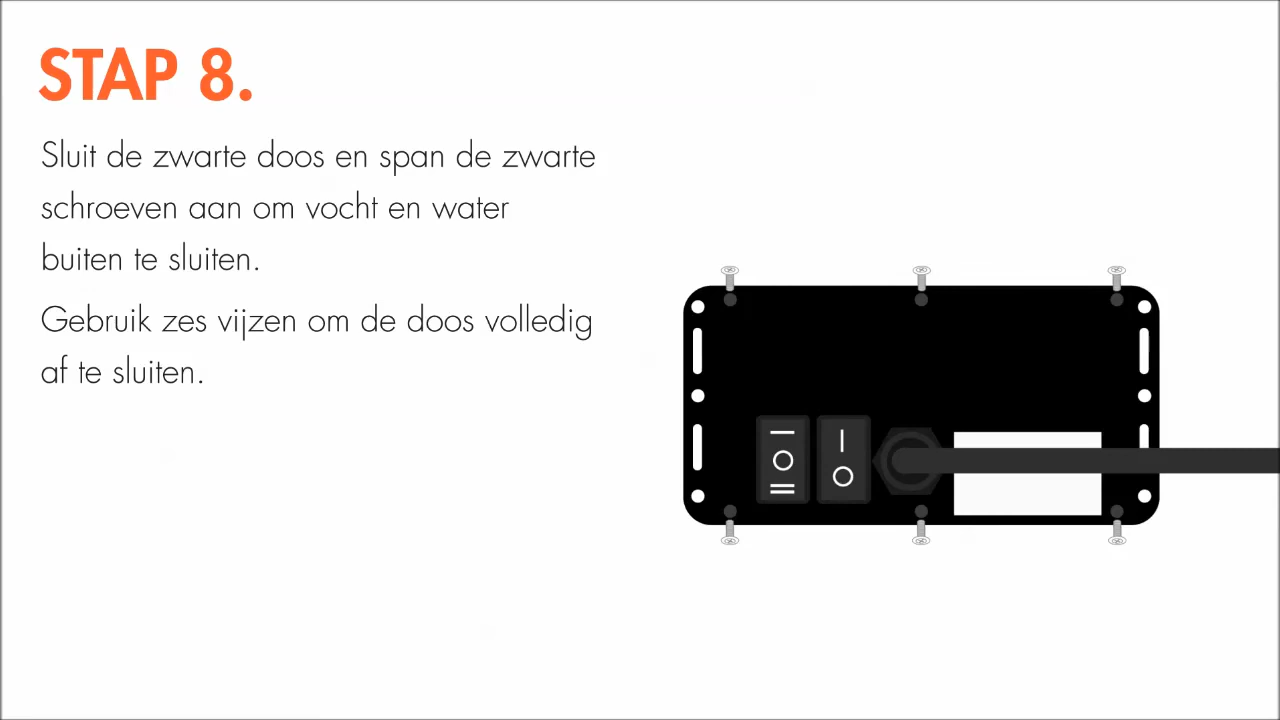 STAP 8.
Sluit de zwarte doos en span de zwarte
schroeven aan om vocht en water
buiten te sluiten.
Gebruik zes vijzen om de doos volledig
af te sluiten.